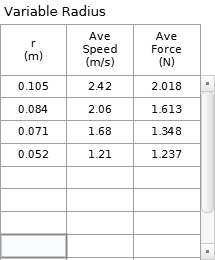 Variable Radius
r (m) Ave Speed (m/s) Ave Force (N)
0.105 2.42 2.018
0.084 2.06 1.613
0.071 1.68 1.348
0.052 1.21 1.237